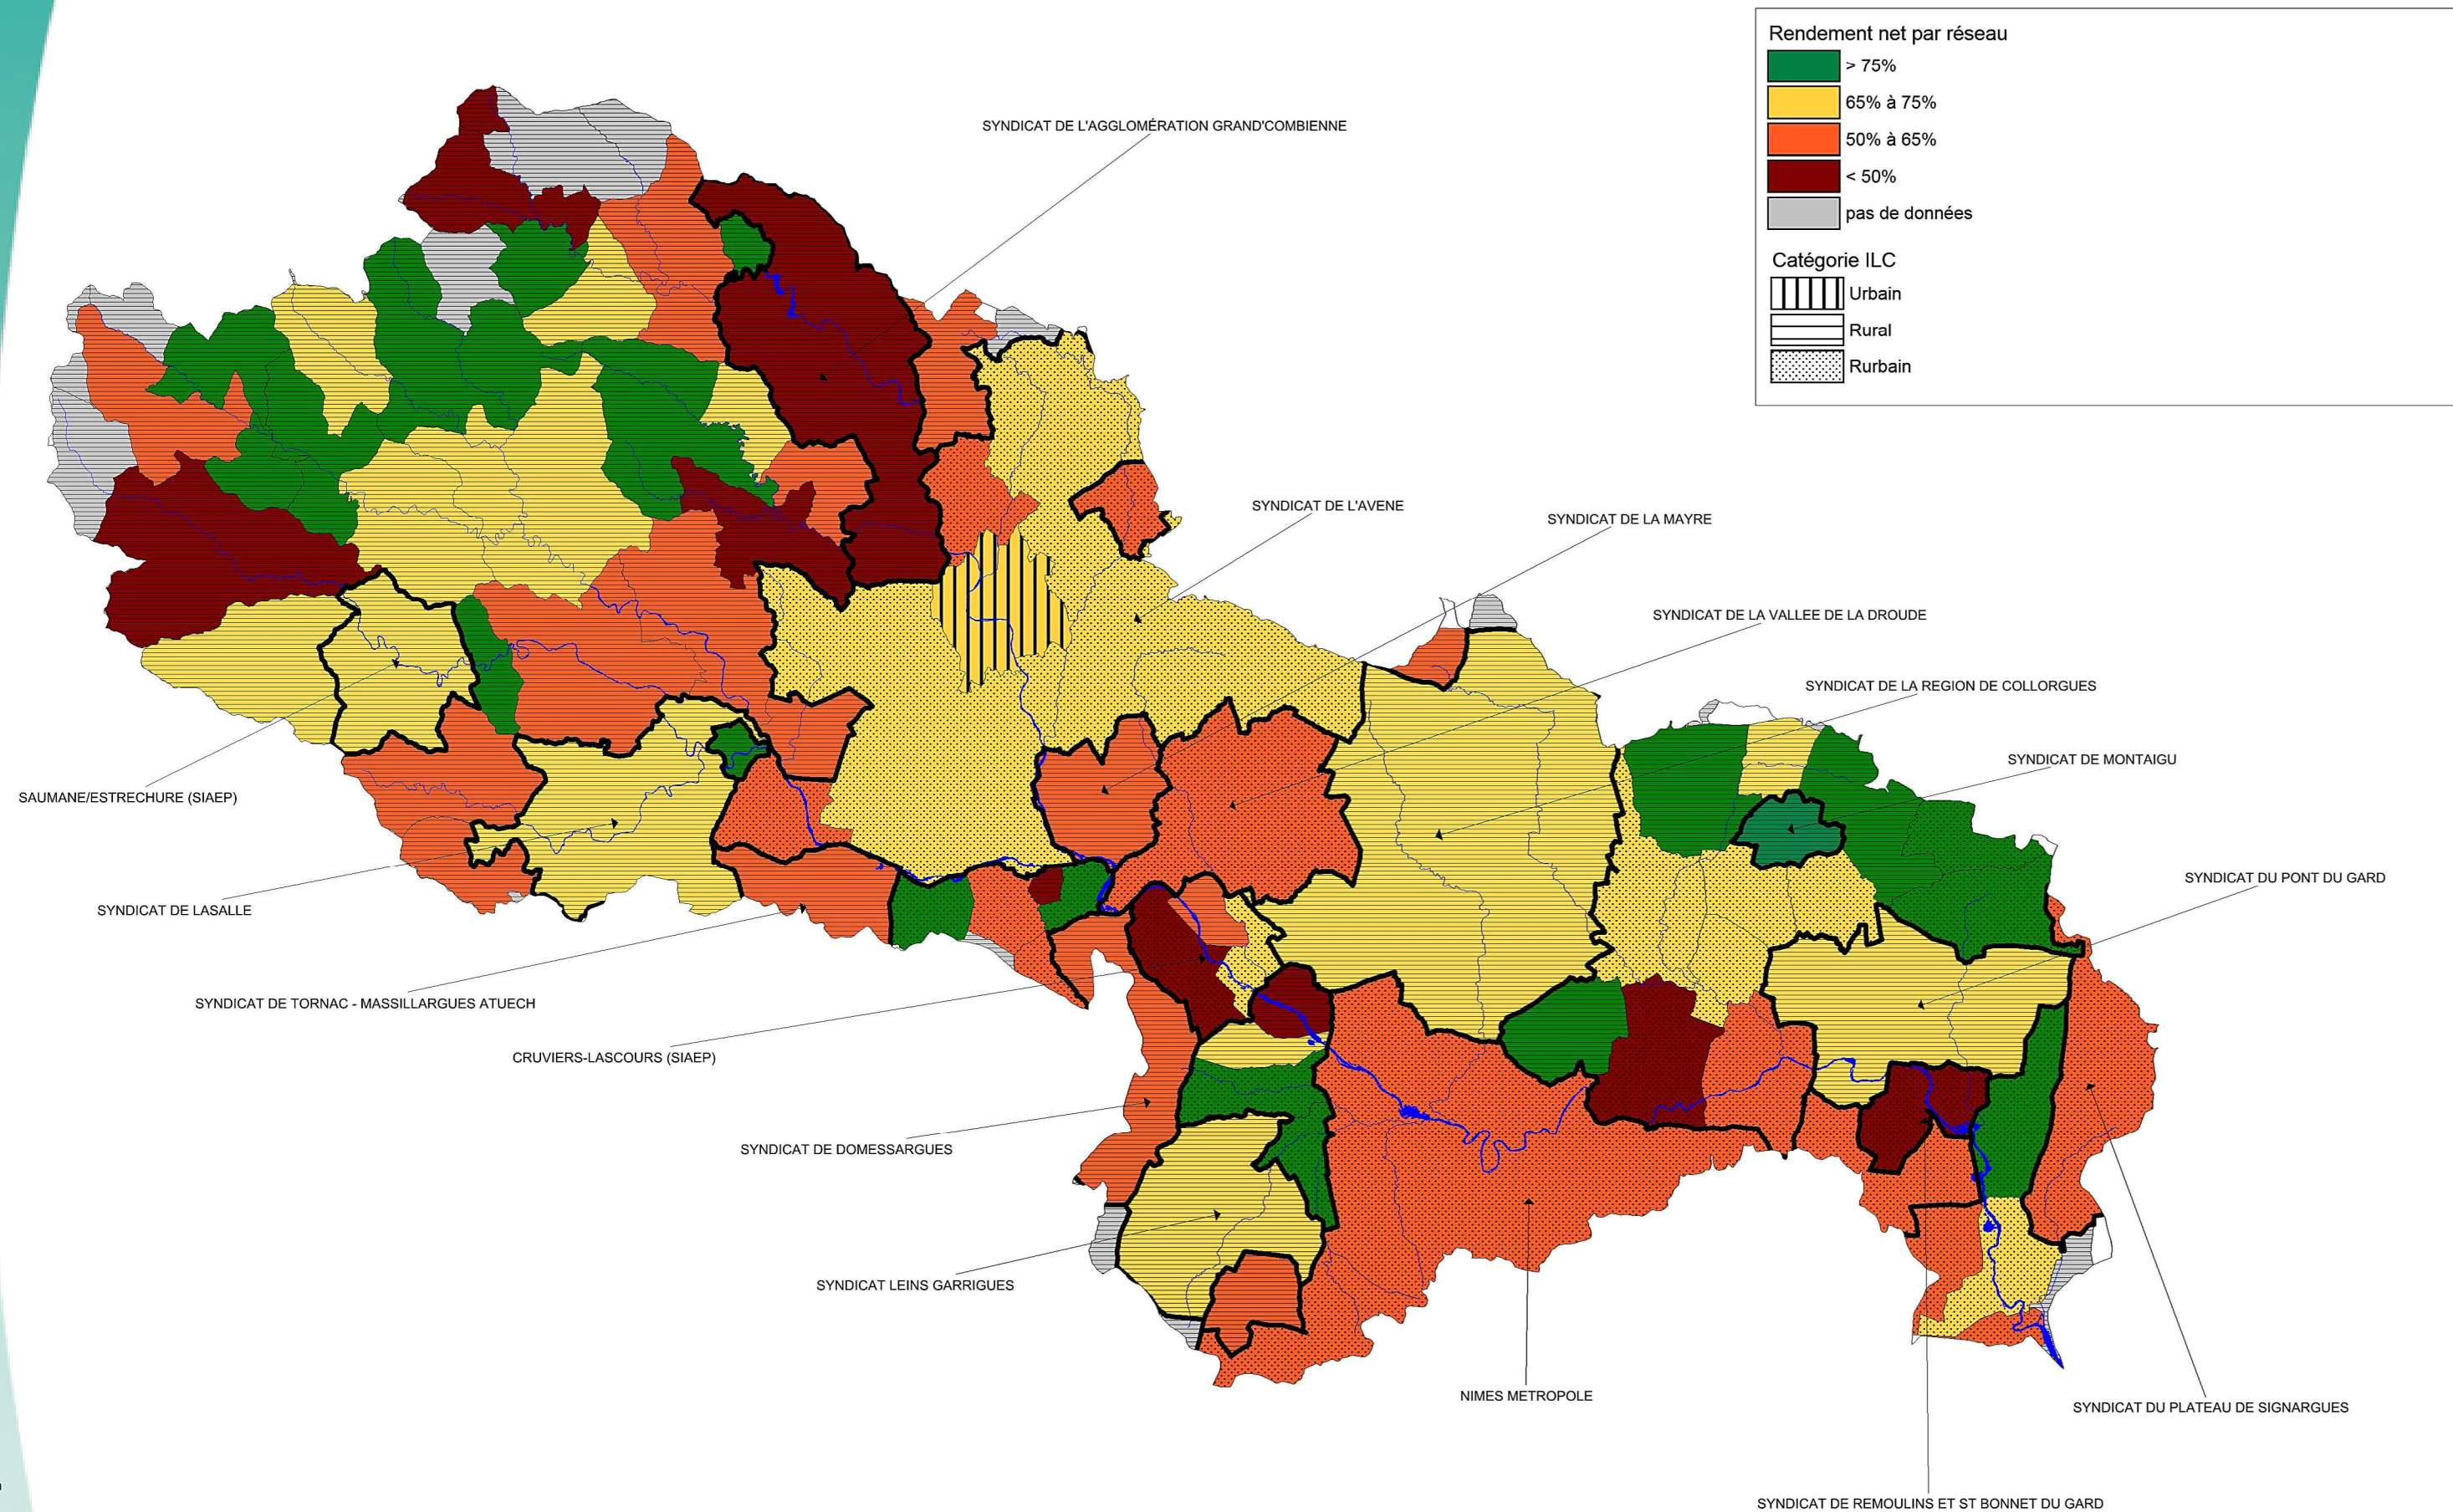 Rendement net par réseau
> 75%
65% à 75%
50% à 65%
< 50%
pas de données
Catégorie ILC
Urbain
Rural
Rurbain
SYNDICAT DE L'AGGLOMÉRATION GRAND'COMBIENNE
SYNDICAT DE L'AVENE
SYNDICAT DE LA MAYRE
SYNDICAT DE LA VALLEE DE LA DROUDE
SYNDICAT DE LA REGION DE COLLORGUES
SYNDICAT DE MONTAIGU
SAUMANE/ESTRECHURE (SIAEP)
SYNDICAT DU PONT DU GARD
SYNDICAT DE LASALLE
SYNDICAT DE TORNAC - MASSILLARGUES ATUECH
CRUVIERS-LASCOURS (SIAEP)
SYNDICAT DE DOMESSARGUES
SYNDICAT LEINS GARRIGUES
NIMES METROPOLE
SYNDICAT DU PLATEAU DE SIGNARGUES
SYNDICAT DE REMOULINS ET ST BONNET DU GARD